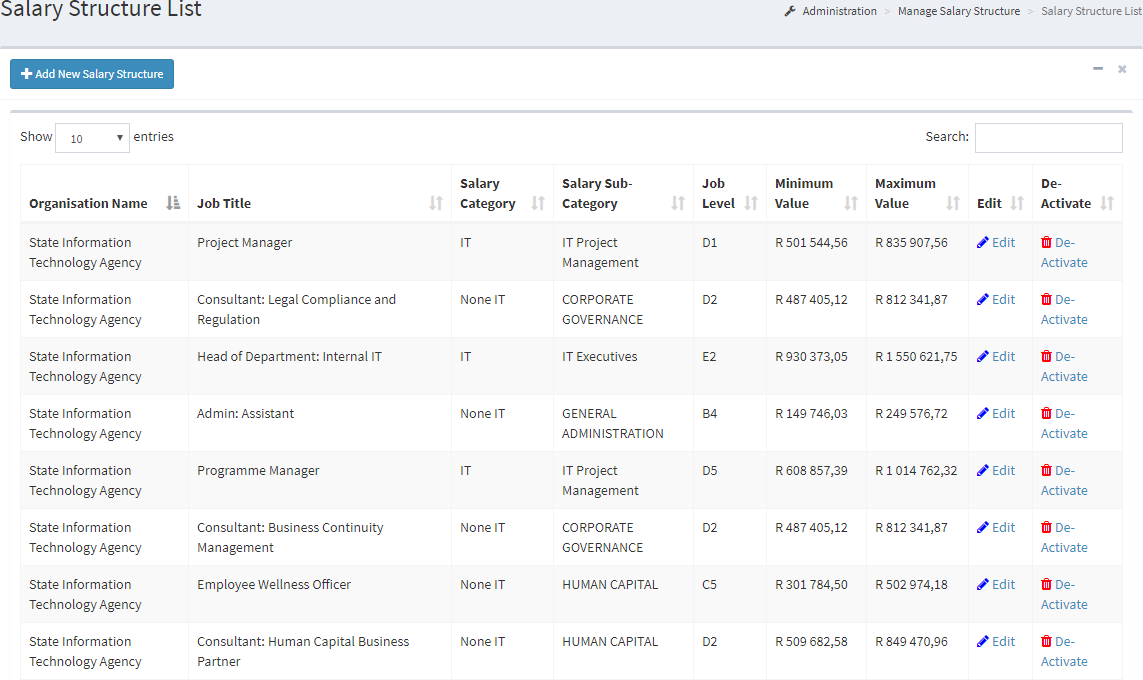 Salary Structure List
Administration > Manage Salary Structure > Salary Structure List
Add New Salary Structure
Show 10 entries
Search:
Organisation Name Job Title Salary Category Salary Sub-Category Job Level Minimum Value Maximum Value Edit De-Activate
State Information Technology Agency Project Manager IT IT Project Management D1 R 501 544,56 R 835 907,56 Edit De-Activate
State Information Technology Agency Consultant: Legal Compliance and Regulation None IT CORPORATE GOVERNANCE D2 R 487 405,12 R 812 341,87 Edit De-Activate
State Information Technology Agency Head of Department: Internal IT IT IT Executives E2 R 930 373,05 R 1 550 621,75 Edit De-Activate
State Information Technology Agency Admin: Assistant None IT GENERAL ADMINISTRATION B4 R 149 746,03 R 249 576,72 Edit De-Activate
State Information Technology Agency Programme Manager IT IT Project Management D5 R 608 857,39 R 1 014 762,32 Edit De-Activate
State Information Technology Agency Consultant: Business Continuity Management None IT CORPORATE GOVERNANCE D2 R 487 405,12 R 812 341,87 Edit De-Activate
State Information Technology Agency Employee Wellness Officer None IT HUMAN CAPITAL C5 R 301 784,50 R 502 974,18 Edit De-Activate
State Information Technology Agency Consultant: Human Capital Business Partner None IT HUMAN CAPITAL D2 R 509 682,58 R 849 470,96 Edit De-Activate